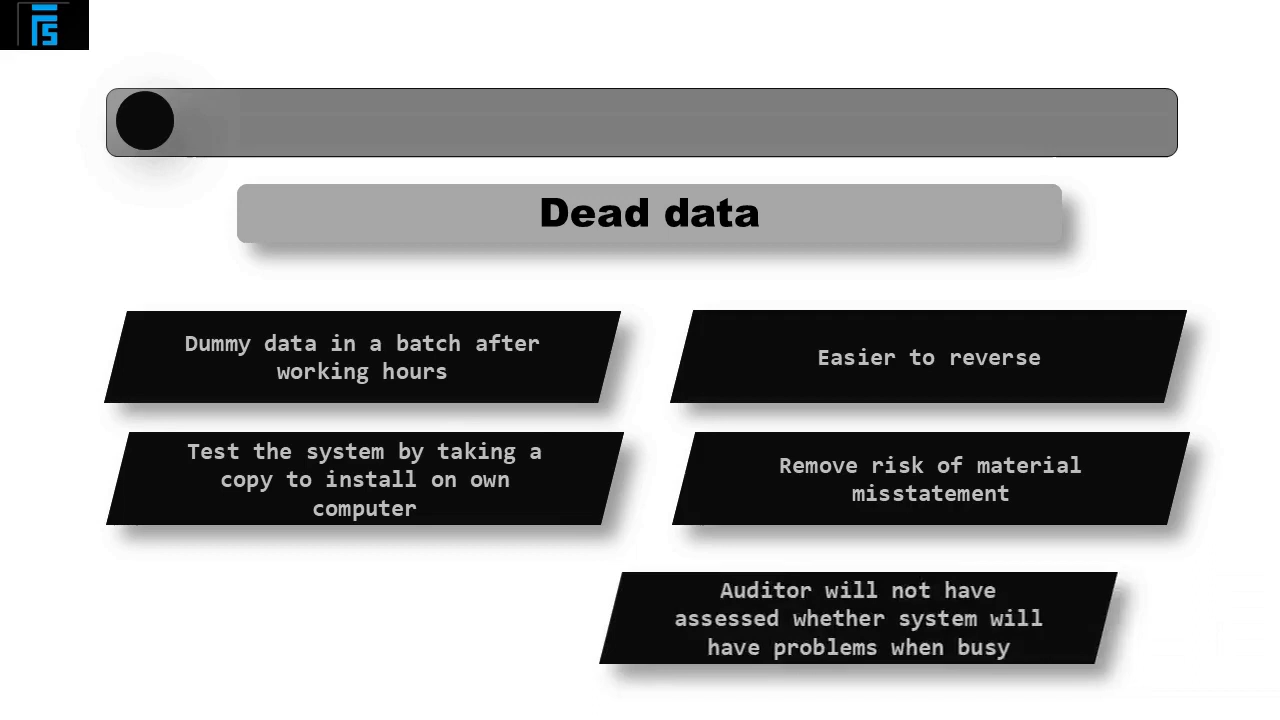 Dead data
Dummy data in a batch after
working hours
Easier to reverse
Test the system by taking a
copy to install on own
computer
Remove risk of material
misstatement
Auditor will not have
assessed whether system will
have problems when busy